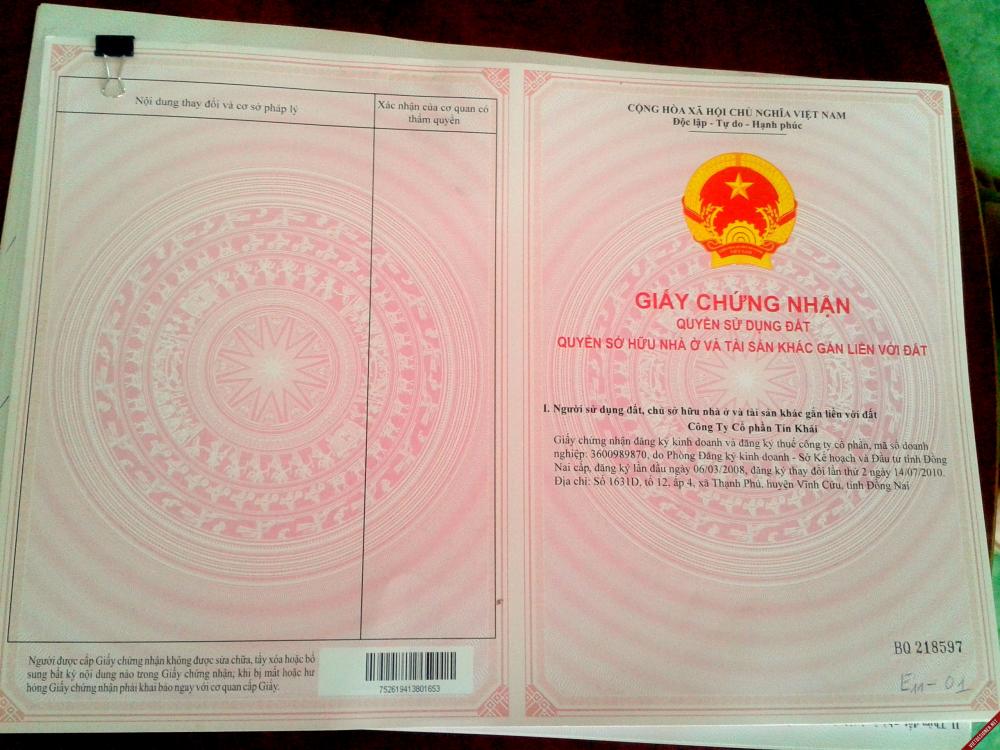 Nội dung thay đổi và cơ sở pháp lý
Xác nhận của cơ quan có
thẩm quyền
Người được cấp Giấy chứng nhận không được sửa chữa, tẩy xóa hoặc bổ
sung bất kỳ nội dung nào trong Giấy chứng nhận; khi bị mất hoặc hư
hỏng Giấy chứng nhận phải khai báo ngay với cơ quan cấp Giấy.
752619413801653
CỘNG HÒA XÃ HỘI CHỦ NGHĨA VIỆT NAM
Độc lập - Tự do - Hạnh phúc
VIỆT NAM
GIẤY CHỨNG NHẬN
QUYỀN SỬ DỤNG ĐẤT
QUYỀN SỞ HỮU NHÀ Ở VÀ TÀI SẢN KHÁC GẮN LIỀN VỚI ĐẤT
I. Người sử dụng đất, chủ sở hữu nhà ở và tài sản khác gắn liền với đất
Công Ty Cổ phần Tín Khải
Giấy chứng nhận đăng ký kinh doanh và đăng ký thuế công ty cổ phần, mã số doanh
nghiệp: 3600989870, do Phòng Đăng ký kinh doanh - Sở Kế hoạch và Đầu tư tỉnh Đồng
Nai cấp, đăng ký lần đầu ngày 06/03/2008, đăng ký thay đổi lần thứ 2 ngày 14/07/2010.
Địa chỉ: Số 1631D, tổ 12, ấp 4, xã Thạnh Phú, huyện Vĩnh Cửu, tỉnh Đồng Nai
BQ 218597
E11-01